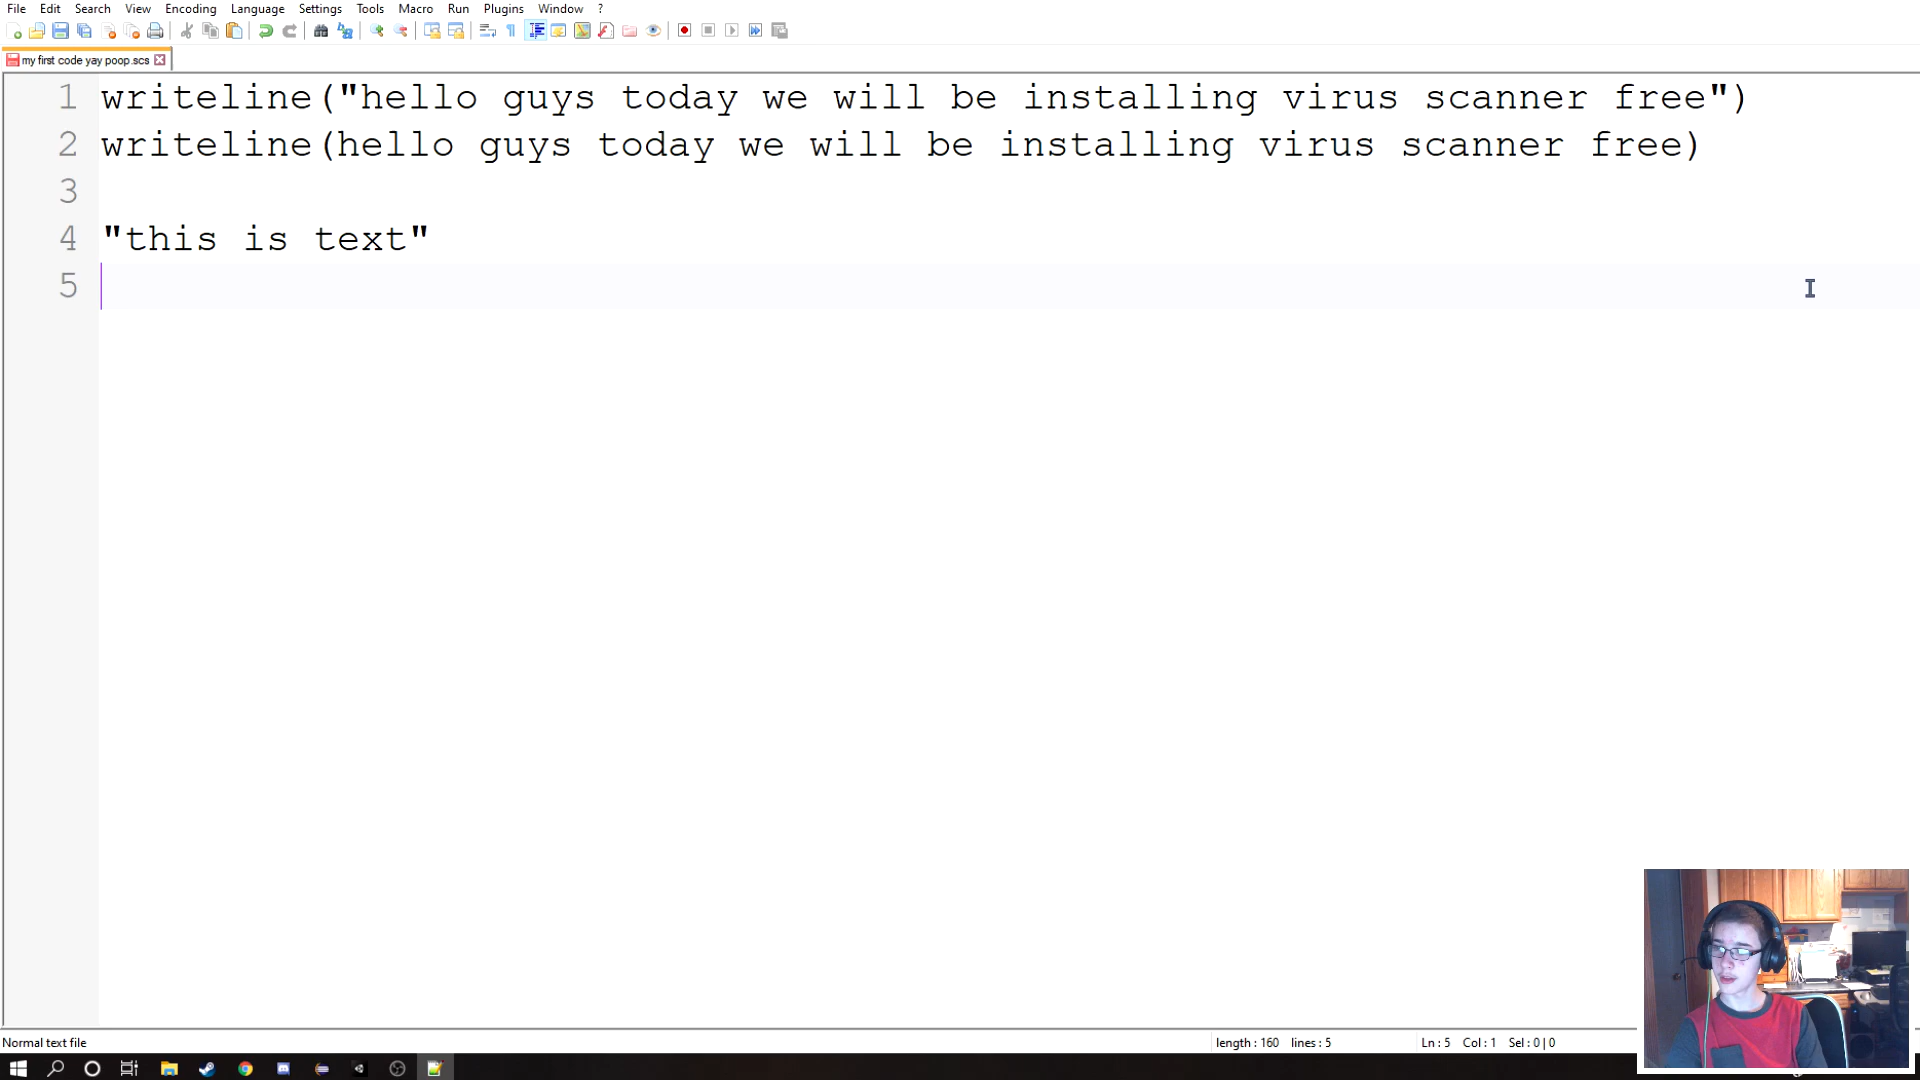 File Edit Search View Encoding Language Settings Tools Macro Run Plugins Window ?
my first code yay poop.scs
1 writeline("hello guys today we will be installing virus scanner free")
2 writeline(hello guys today we will be installing virus scanner free)
3
4 "this is text"
5
Normal text file length : 160 lines : 5 Ln : 5 Col : 1 Sel : 0 | 0